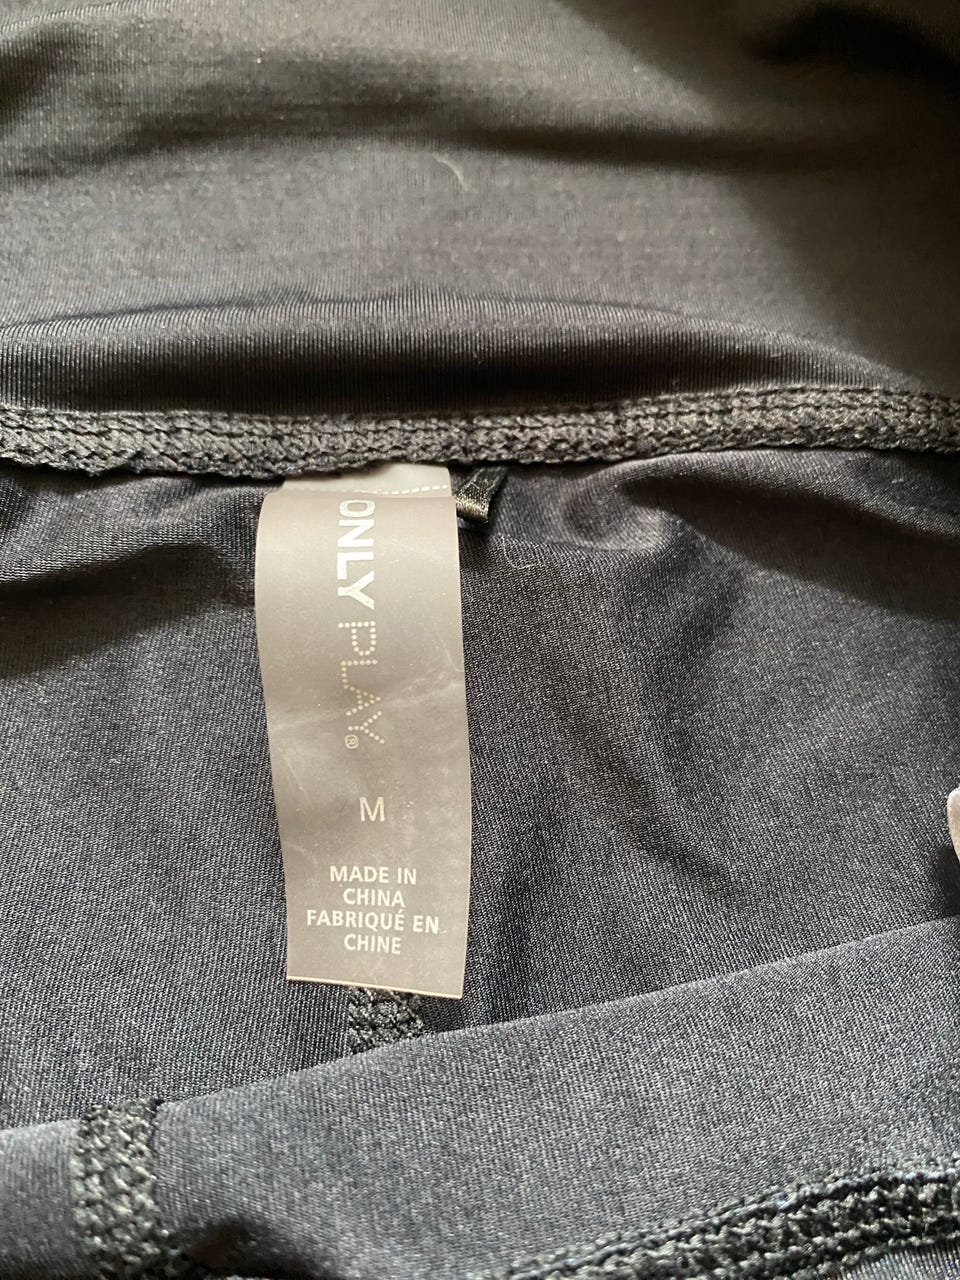 ONLY PLAY®
M
MADE IN
CHINA
FABRIQUÉ EN
CHINE